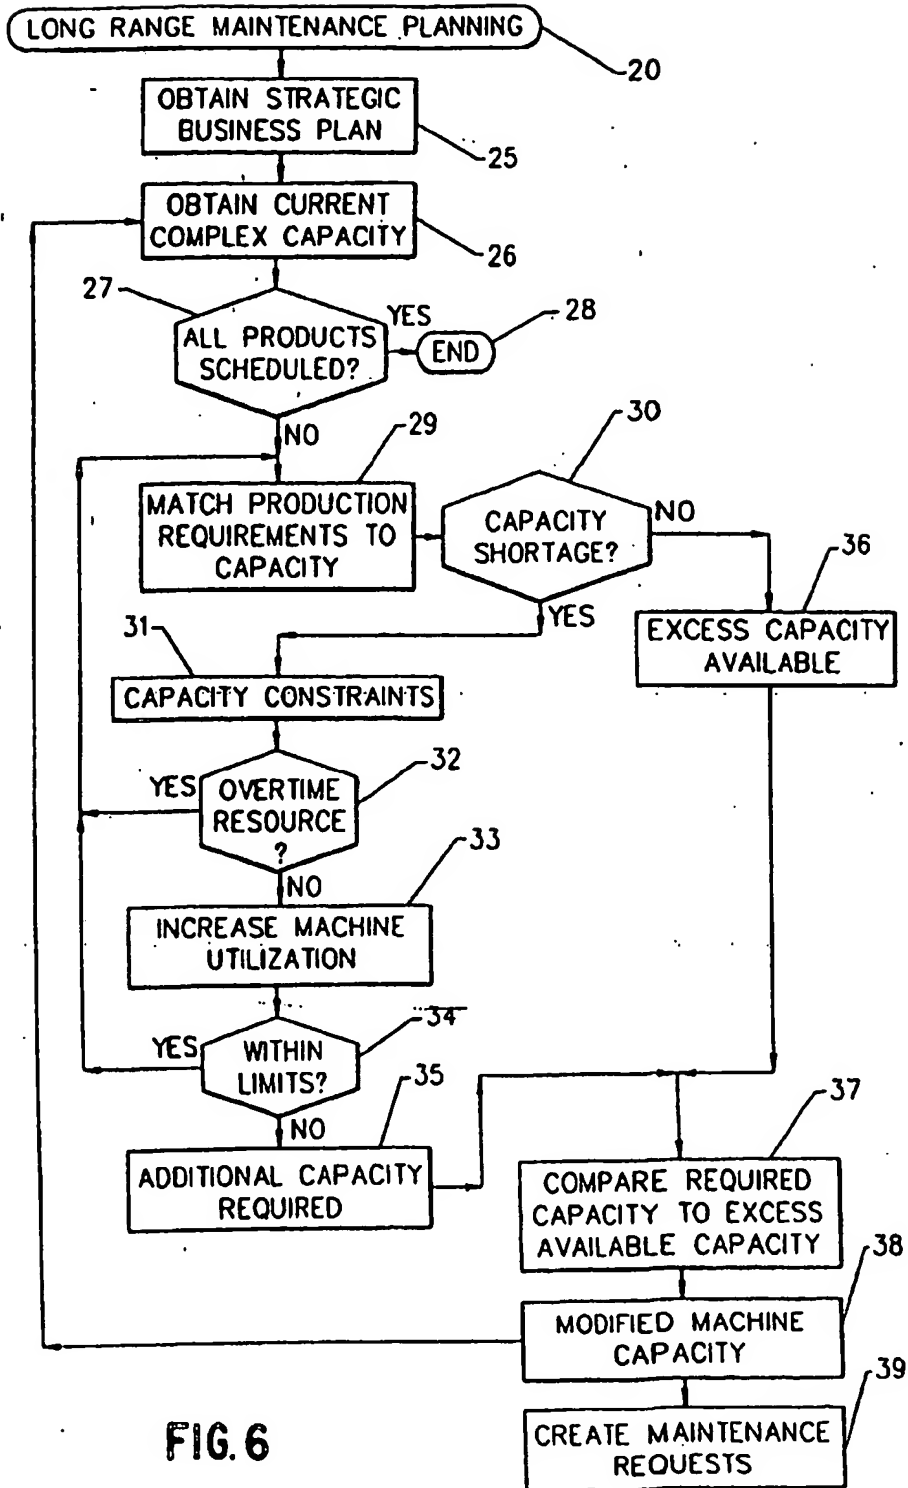 LONG RANGE MAINTENANCE PLANNING
20
OBTAIN STRATEGIC
BUSINESS PLAN
25
OBTAIN CURRENT
COMPLEX CAPACITY
26
27
ALL PRODUCTS
SCHEDULED?
YES
END
28
NO
29
MATCH PRODUCTION
REQUIREMENTS TO
CAPACITY
30
CAPACITY
SHORTAGE?
NO
YES
36
EXCESS CAPACITY
AVAILABLE
31
CAPACITY CONSTRAINTS
32
YES
OVERTIME
RESOURCE
?
NO
33
INCREASE MACHINE
UTILIZATION
34
YES
WITHIN
LIMITS?
NO
35
ADDITIONAL CAPACITY
REQUIRED
37
COMPARE REQUIRED
CAPACITY TO EXCESS
AVAILABLE CAPACITY
38
MODIFIED MACHINE
CAPACITY
39
CREATE MAINTENANCE
REQUESTS
FIG. 6